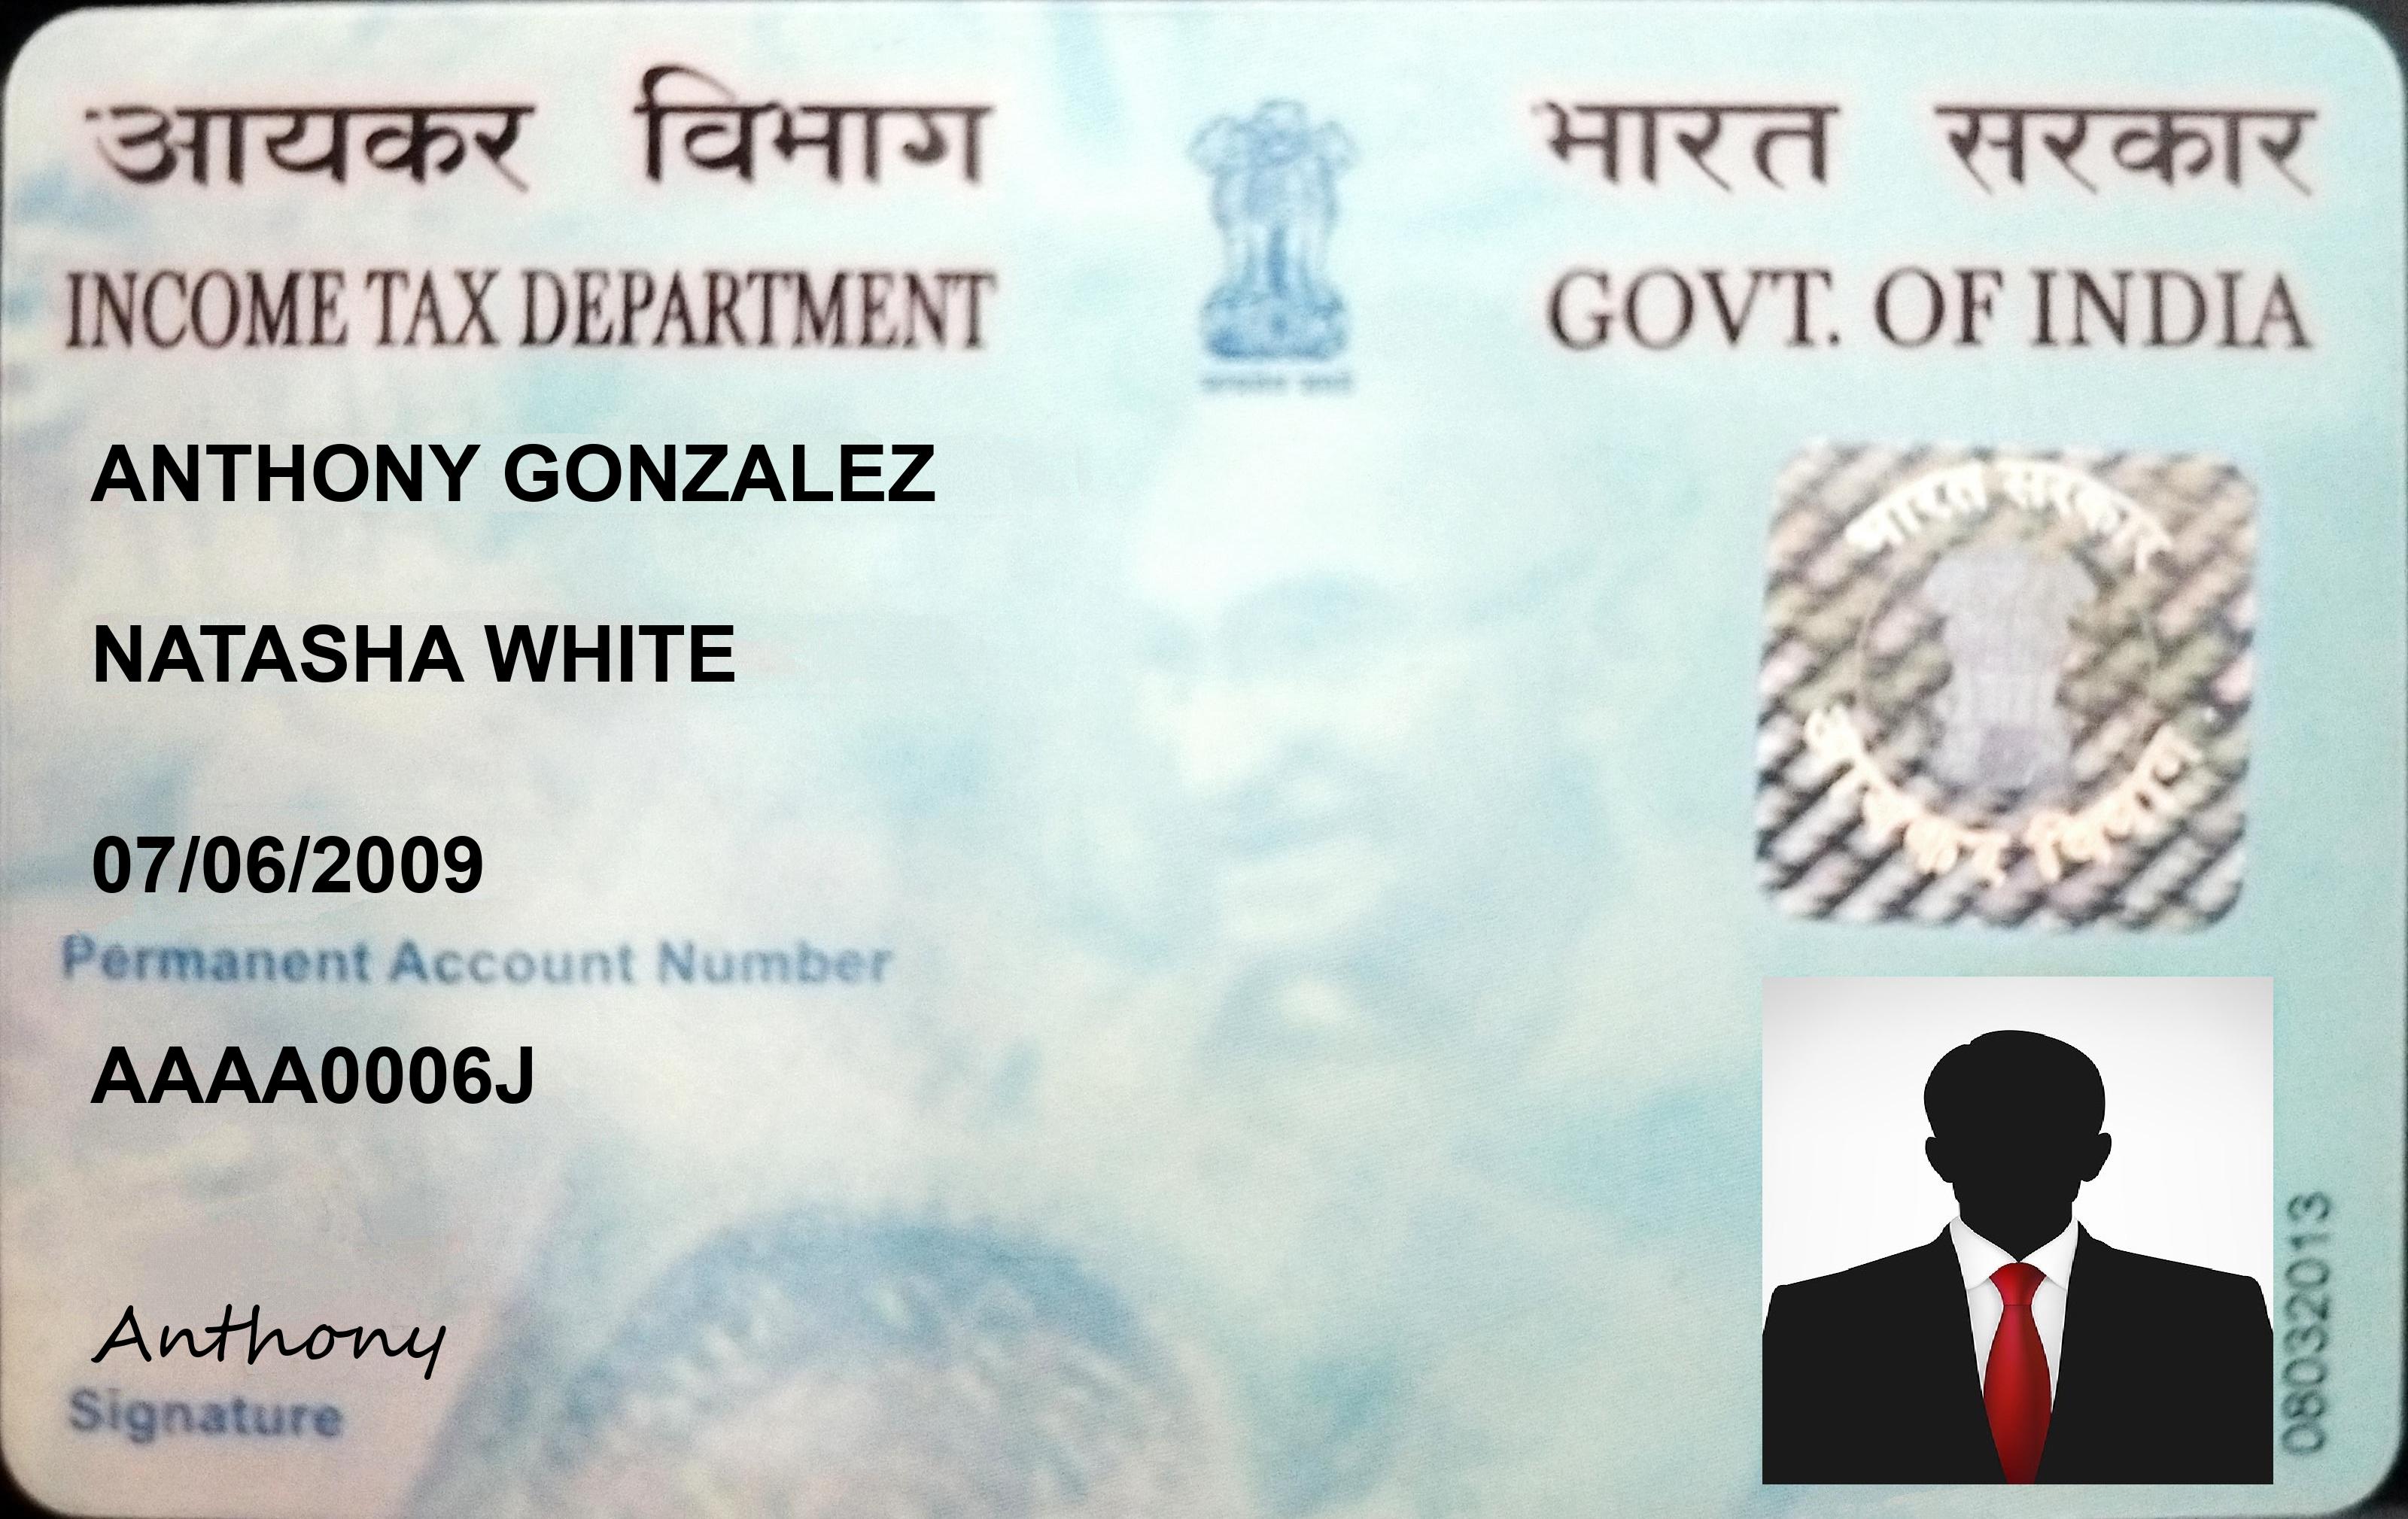 आयकर विभाग
भारत सरकार
INCOME TAX DEPARTMENT
GOVT. OF INDIA
ANTHONY GONZALEZ
NATASHA WHITE
07/06/2009
Permanent Account Number
AAAA0006J
Anthony
Signature
भारत सरकार
आयकर विभाग
08032013